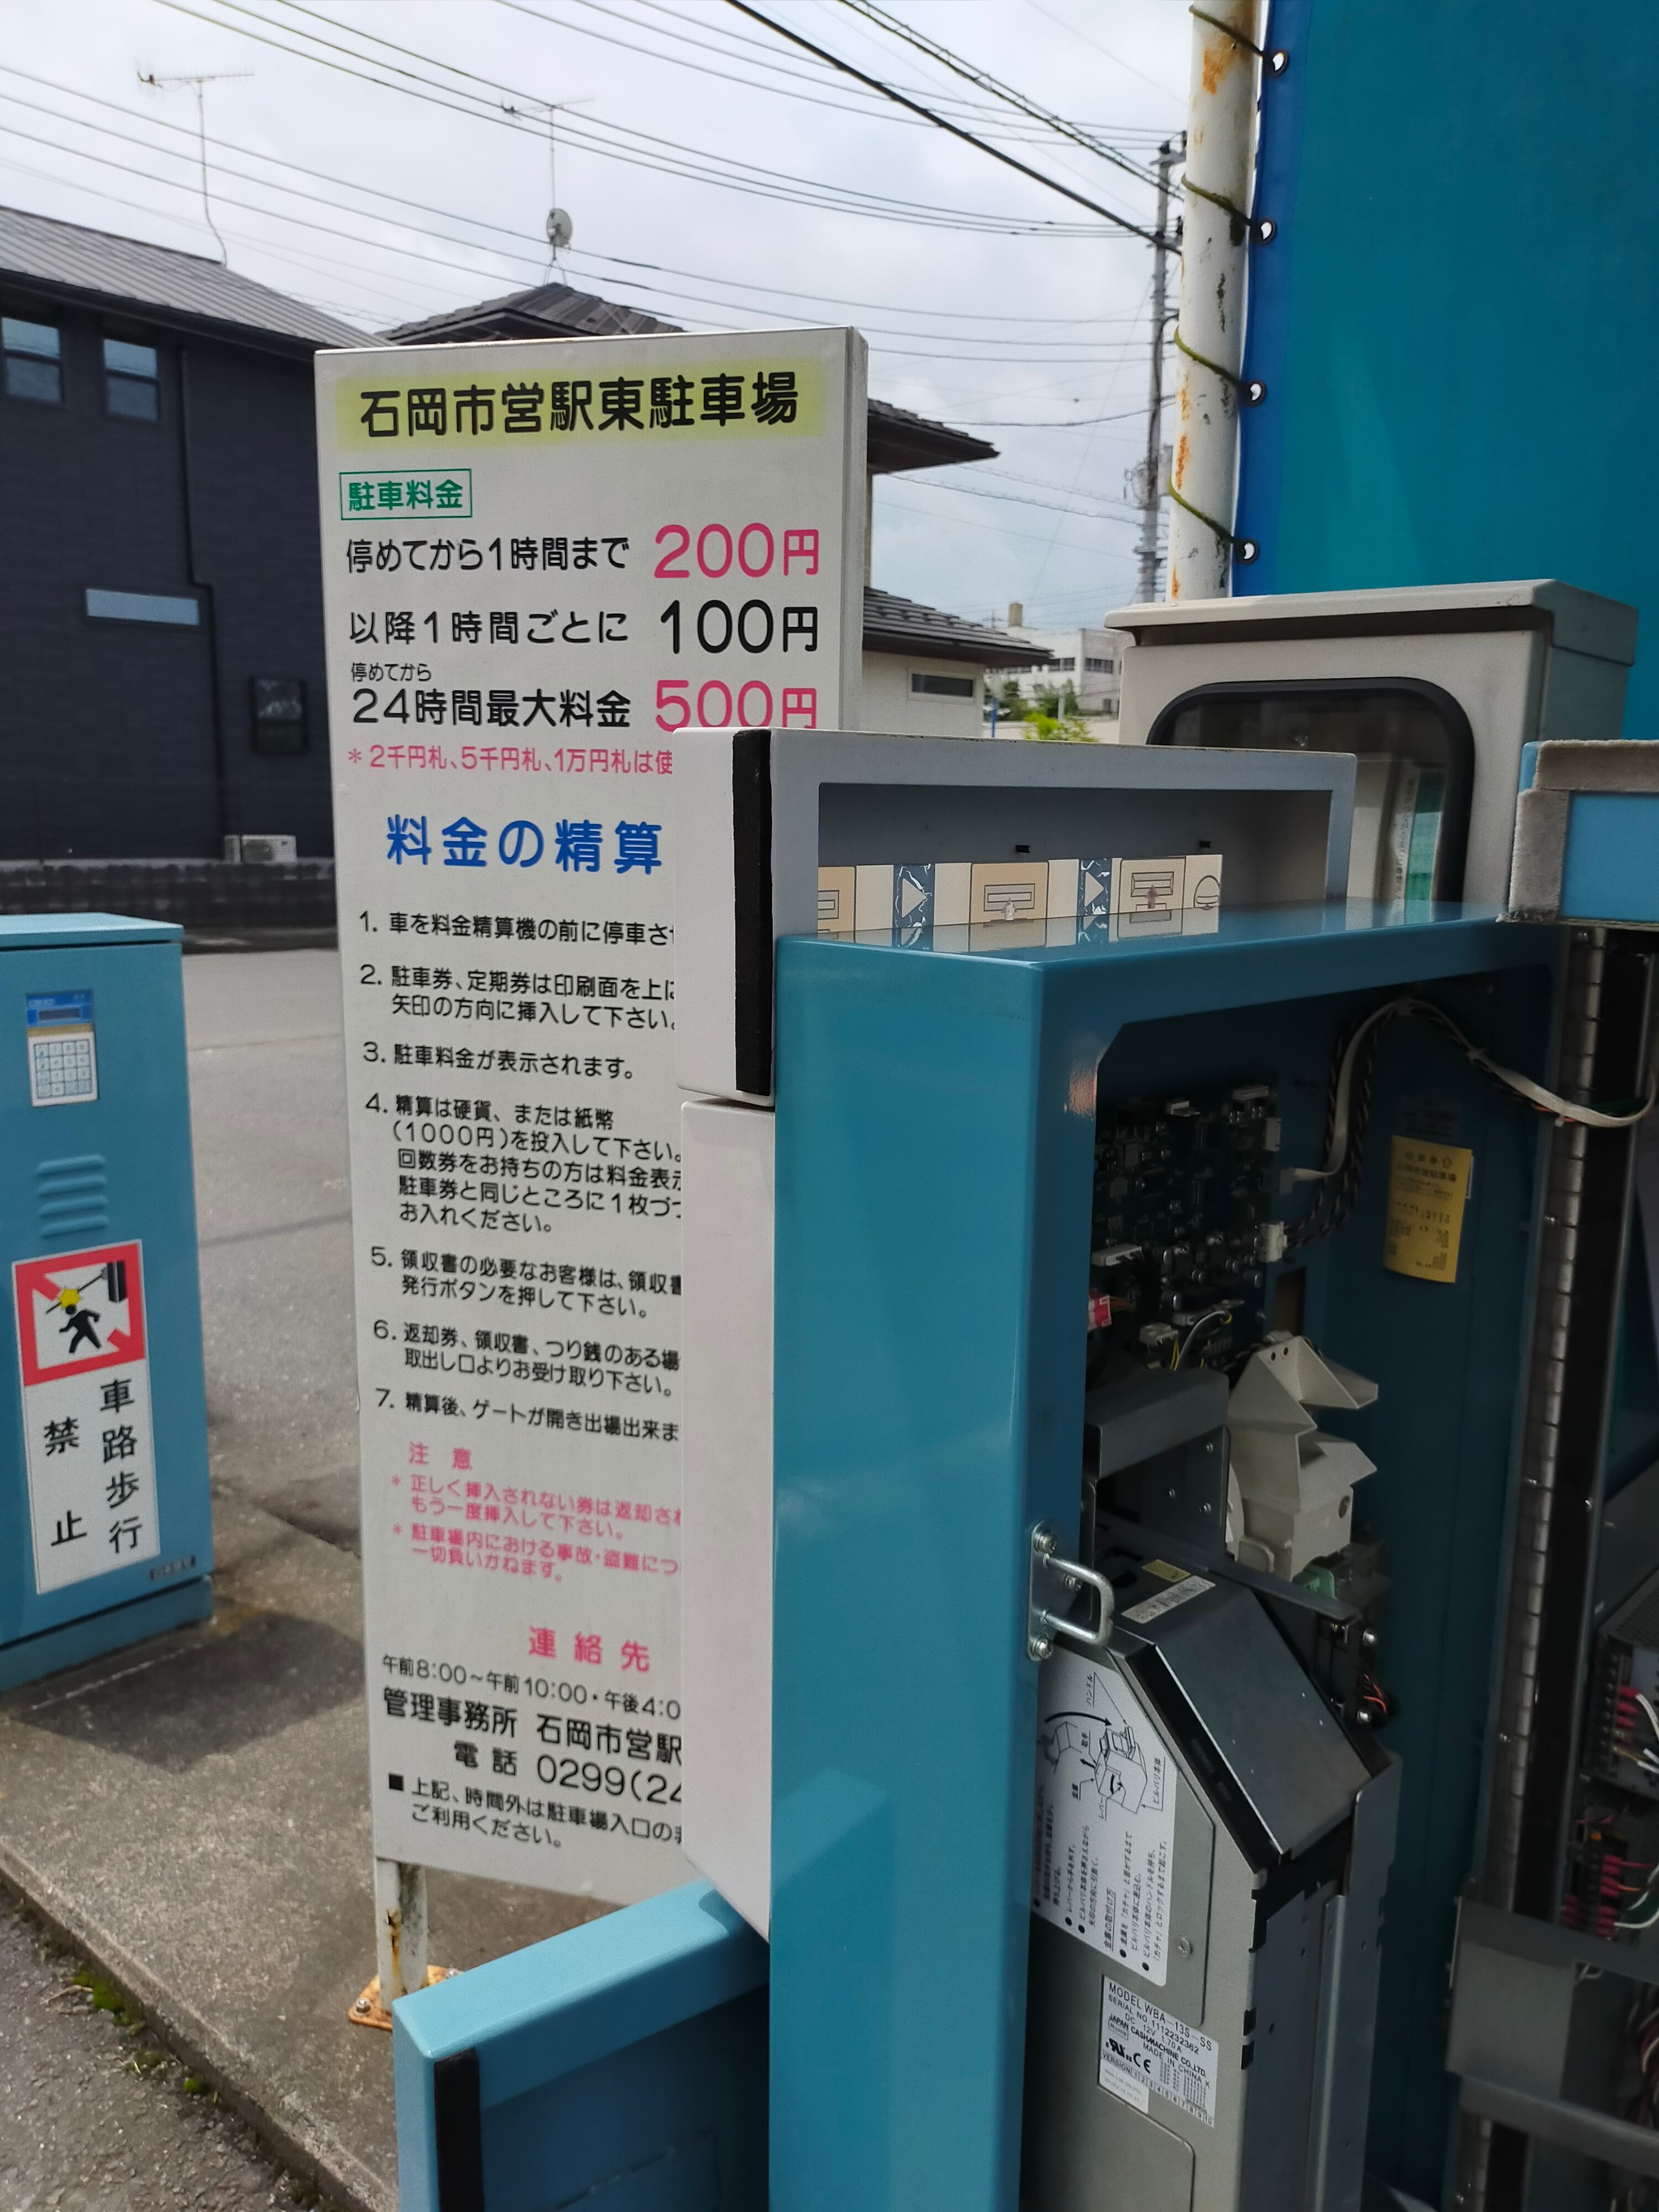 石岡市営駅東駐車場
駐車料金
停めてから1時間まで 200円
以降1時間ごとに 100円
停めてから
24時間最大料金 500円
*2千円札、5千円札、1万円札は使
料金の精算
1. 車を料金精算機の前に停車さ
2. 駐車券、定期券は印刷面を上に
矢印の方向に挿入して下さい。
3. 駐車料金が表示されます。
4. 精算は硬貨、または紙幣
(1000円)を投入して下さい。
回数券をお持ちの方は料金表示
駐車券と同じところに1枚づつ
お入れください。
5. 領収書の必要なお客様は、領収書
発行ボタンを押して下さい。
6. 返却券、領収書、つり銭のある場
取出し口よりお受け取り下さい。
7. 精算後、ゲートが開き出場出来ま
注意
* 正しく挿入されない券は返却され
もう一度挿入して下さい。
* 駐車場内における事故・盗難につ
一切負いかねます。
連絡先
午前8:00~午前10:00・午後4:0
管理事務所 石岡市営駅
電話 0299(24
■ 上記、時間外は駐車場入口の
ご利用ください。
車路歩行
禁止
MODEL WBA-13S-SS
SERIAL NO. 1112232362
DC 12V 1.70A
JAPAN CASHMACHINE CO.,LTD.
MADE IN CHINA K
VERSION